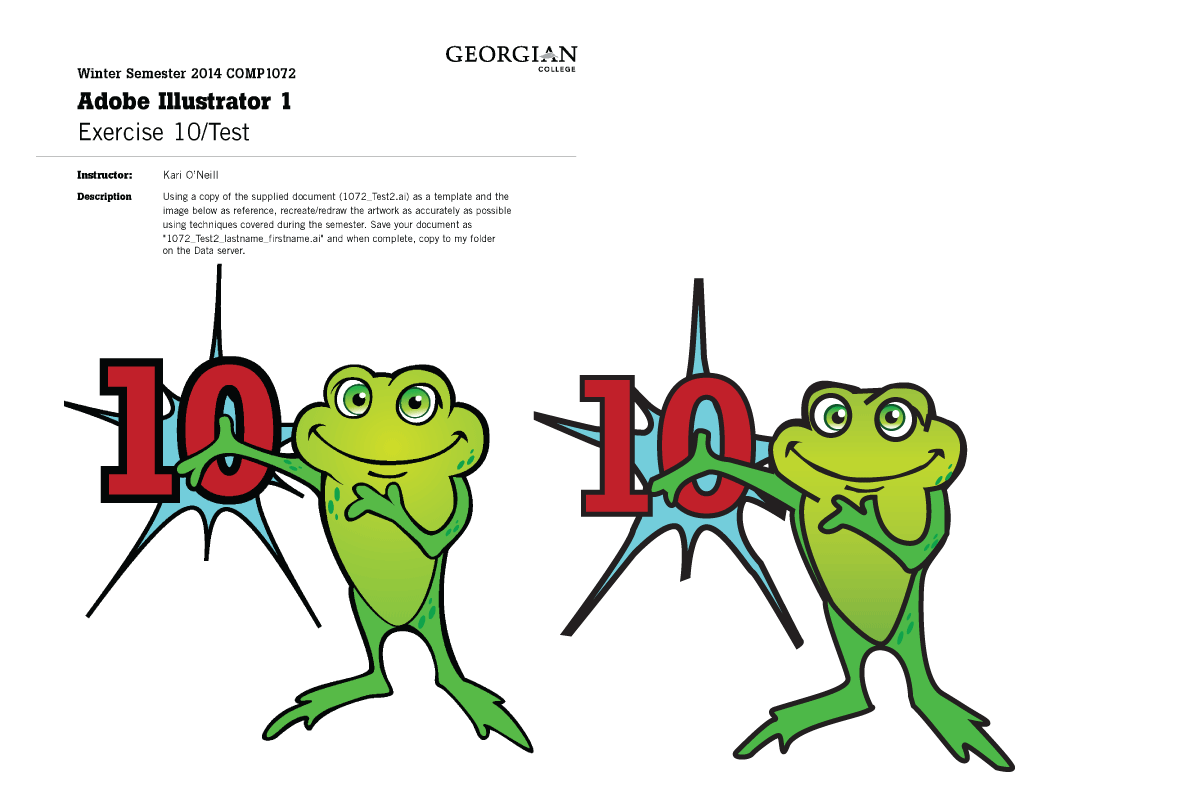 GEORGIAN
COLLEGE
Winter Semester 2014 COMP1072
Adobe Illustrator 1
Exercise 10/Test
Instructor: Kari O'Neill
Description Using a copy of the supplied document (1072_Test2.ai) as a template and the
image below as reference, recreate/redraw the artwork as accurately as possible
using techniques covered during the semester. Save your document as
"1072_Test2_lastname_firstname.ai" and when complete, copy to my folder
on the Data server.
10
10